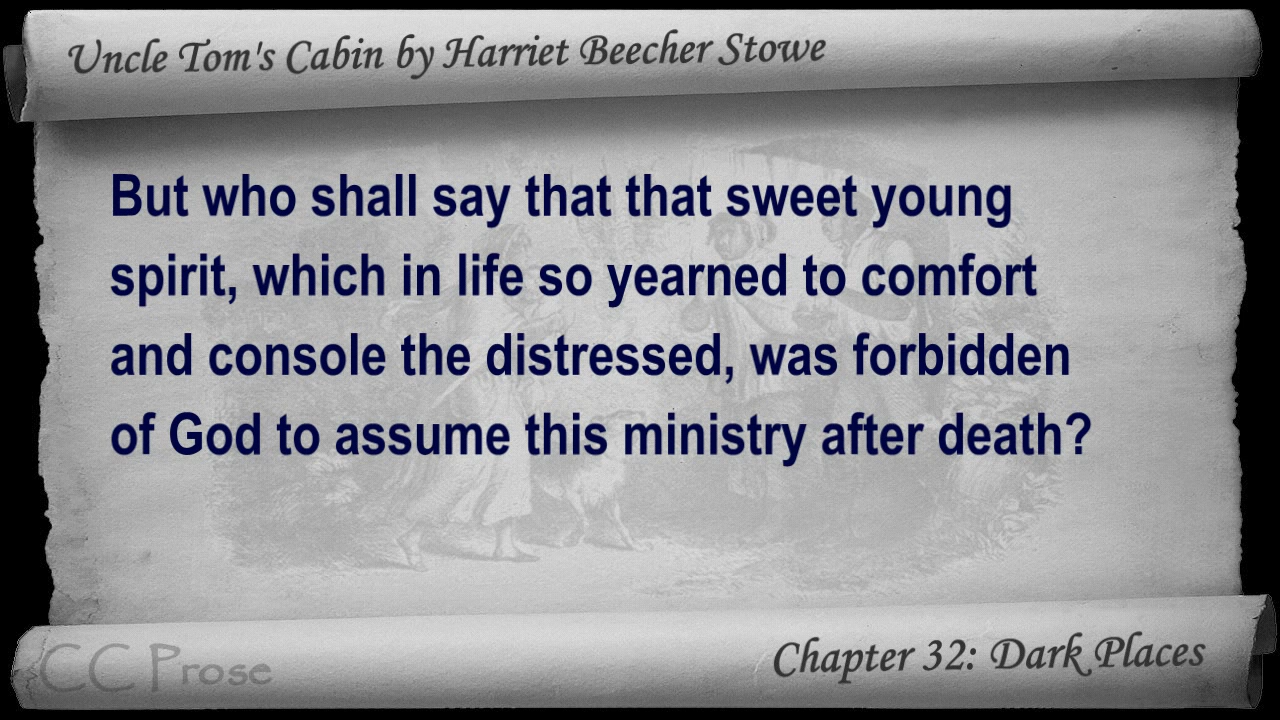 Uncle Tom's Cabin by Harriet Beecher Stowe
But who shall say that that sweet young
spirit, which in life so yearned to comfort
and console the distressed, was forbidden
of God to assume this ministry after death?
CC Prose
Chapter 32: Dark Places